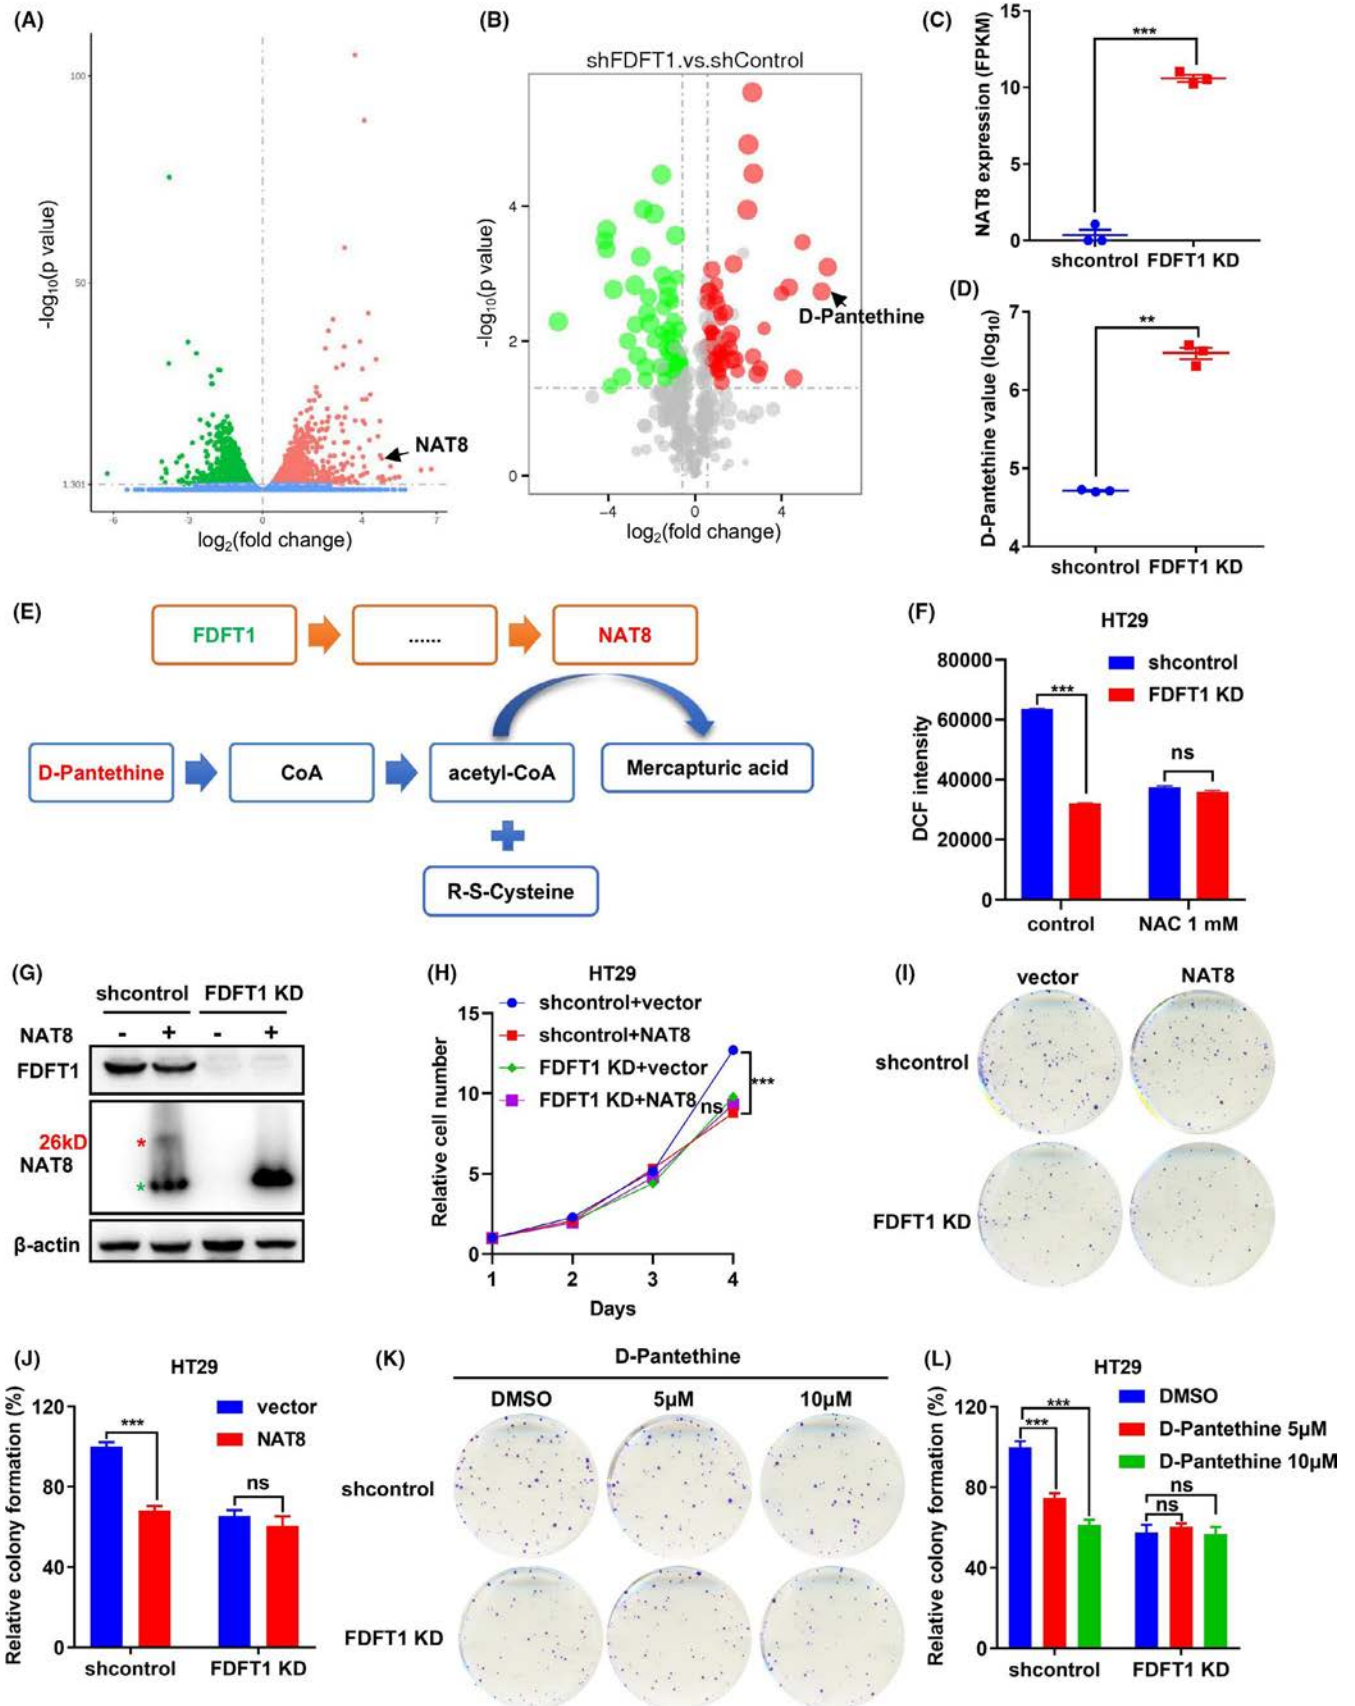 (A)
100
50
1.301
-log10(p value)
NAT8
-6
-3
0
4
7
log2(fold change)
(B)
shFDFT1.vs.shControl
4
2
0
-log10(p value)
D-Pantethine
-4
0
4
log2(fold change)
(C)
15
10
5
0
NAT8 expression (FPKM)
***
shcontrol FDFT1 KD
(D)
7
6
5
4
D-Pantethine value (log10)
**
shcontrol FDFT1 KD
(E)
FDFT1
......
NAT8
D-Pantethine
CoA
acetyl-CoA
Mercapturic acid
R-S-Cysteine
(F)
HT29
80000
60000
40000
20000
0
DCF intensity
shcontrol
FDFT1 KD
***
ns
control
NAC 1 mM
(G)
shcontrol FDFT1 KD
NAT8 - + - +
FDFT1
26kD *
NAT8
*
β-actin
(H)
HT29
shcontrol+vector
shcontrol+NAT8
FDFT1 KD+vector
FDFT1 KD+NAT8
15
10
5
0
Relative cell number
ns
***
1 2 3 4
Days
(I)
vector NAT8
shcontrol
FDFT1 KD
(J)
HT29
120
80
40
0
Relative colony formation (%)
vector
NAT8
***
ns
shcontrol FDFT1 KD
(K)
D-Pantethine
DMSO 5μM 10μM
shcontrol
FDFT1 KD
(L)
HT29
120
80
40
0
Relative colony formation (%)
DMSO
D-Pantethine 5μM
D-Pantethine 10μM
***
***
ns
ns
shcontrol FDFT1 KD